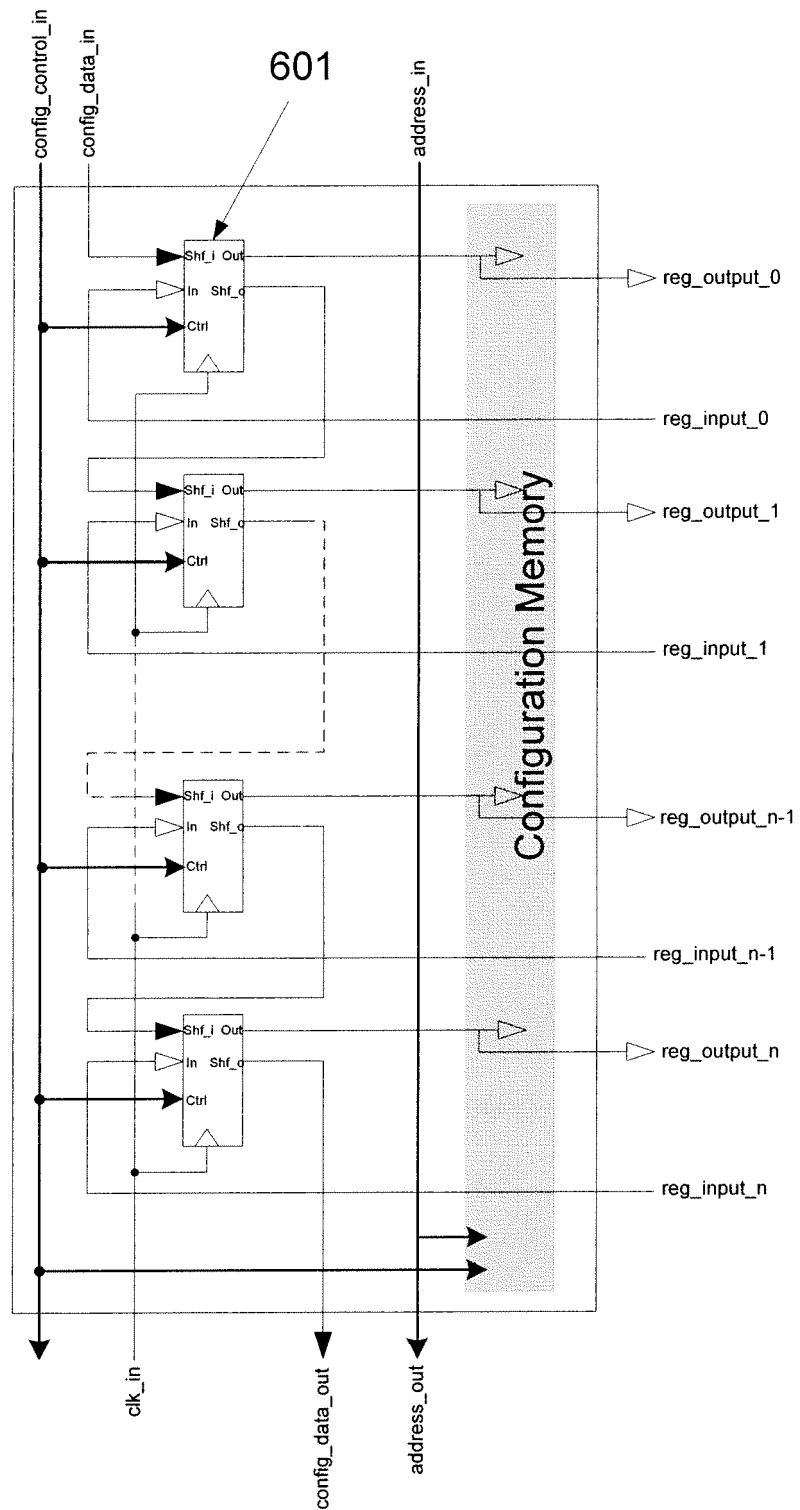 config_control_in
config_data_in
601
address_in
Shf_i Out
In Shf_o
Ctrl
reg_output_0
reg_input_0
Shf_i Out
In Shf_o
Ctrl
reg_output_1
reg_input_1
Configuration Memory
Shf_i Out
In Shf_o
Ctrl
reg_output_n-1
reg_input_n-1
Shf_i Out
In Shf_o
Ctrl
reg_output_n
reg_input_n
clk_in
config_data_out
address_out